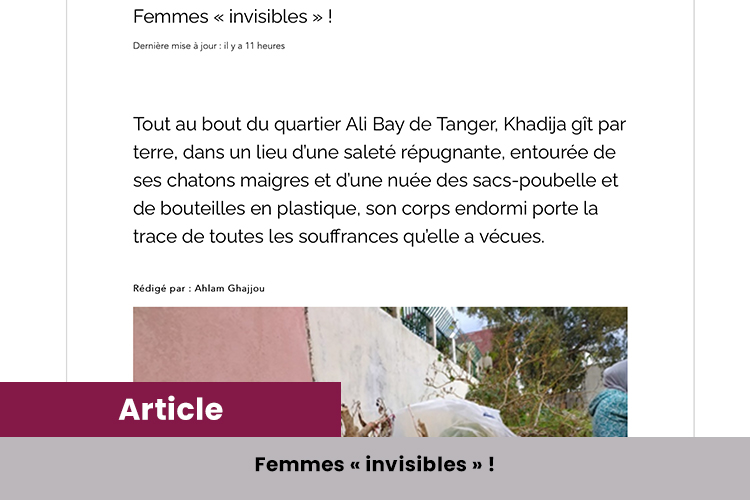 Femmes « invisibles » !
Dernière mise à jour : il y a 11 heures
Tout au bout du quartier Ali Bay de Tanger, Khadija gît par
terre, dans un lieu d’une saleté répugnante, entourée de
ses chatons maigres et d’une nuée des sacs-poubelle et
de bouteilles en plastique, son corps endormi porte la
trace de toutes les souffrances qu’elle a vécues.
Rédigé par : Ahlam Ghajjou
Article
Femmes « invisibles » !